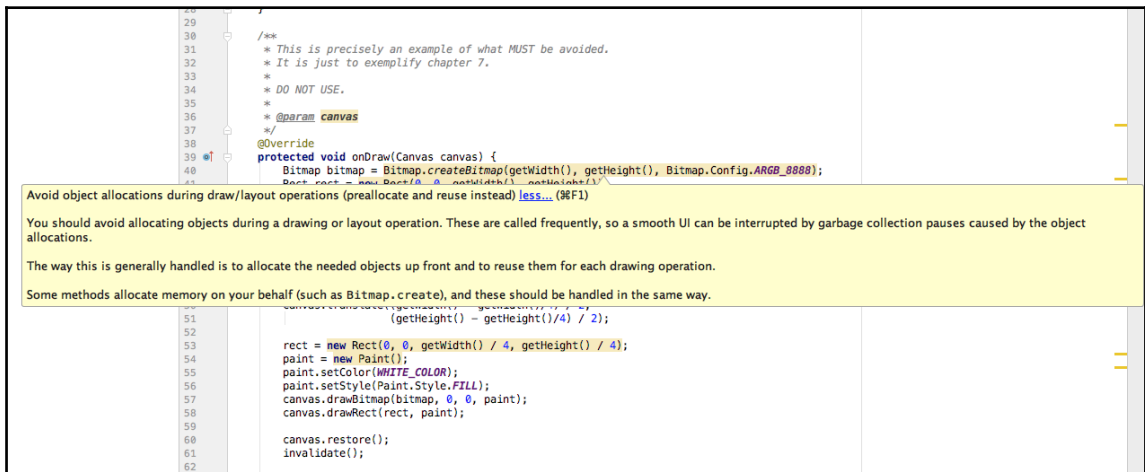 28 }
29
30 /**
31 * This is precisely an example of what MUST be avoided.
32 * It is just to exemplify chapter 7.
33 *
34 * DO NOT USE.
35 *
36 * @param canvas
37 */
38 @Override
39 protected void onDraw(Canvas canvas) {
40 Bitmap bitmap = Bitmap.createBitmap(getWidth(), getHeight(), Bitmap.Config.ARGB_8888);
Rect rect = new Rect(0, 0, getWidth(), getHeight()
Avoid object allocations during draw/layout operations (preallocate and reuse instead) less... (⌘F1)
You should avoid allocating objects during a drawing or layout operation. These are called frequently, so a smooth UI can be interrupted by garbage collection pauses caused by the object
allocations.
The way this is generally handled is to allocate the needed objects up front and to reuse them for each drawing operation.
Some methods allocate memory on your behalf (such as Bitmap.create), and these should be handled in the same way.
51 (getHeight() - getHeight()/4) / 2);
52
53 rect = new Rect(0, 0, getWidth() / 4, getHeight() / 4);
54 paint = new Paint();
55 paint.setColor(WHITE_COLOR);
56 paint.setStyle(Paint.Style.FILL);
57 canvas.drawBitmap(bitmap, 0, 0, paint);
58 canvas.drawRect(rect, paint);
59
60 canvas.restore();
61 invalidate();
62